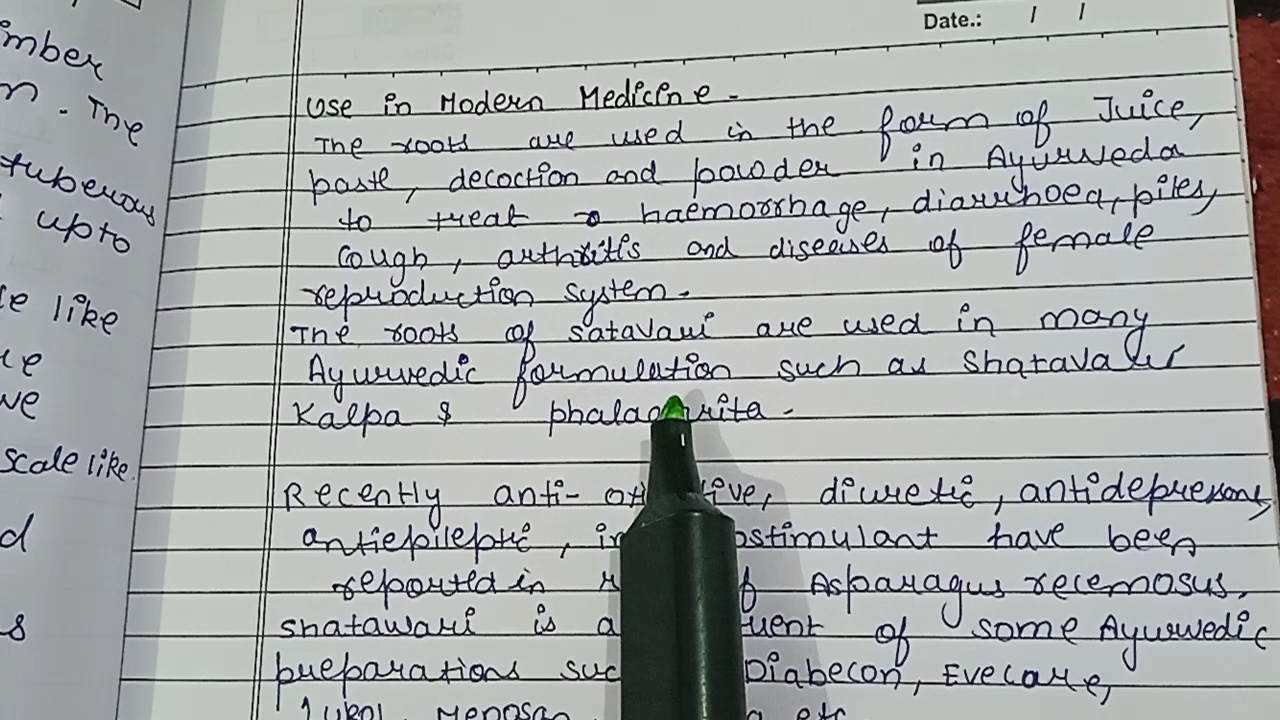 mber
n. The
tuberous
upto
e like
ve
scale like.
d
s
Date.: / /
Use in Modern Medicine.
The roots are used in the form of Juice,
paste, decoction and powder in Ayurveda
to treat haemorrhage, diarrhoea, piles,
Cough, arthritis and diseases of female
reproduction system.
The roots of satavari are used in many
Ayurvedic formulation such as Shatavari
Kalpa &
Recently anti- diuretic, antidepressant,
antiepileptic, have been
reported in Asparagus recemosus.
shatawari is a of some Ayurvedic
preparations Diabecon, Evecare,
Menosan etc